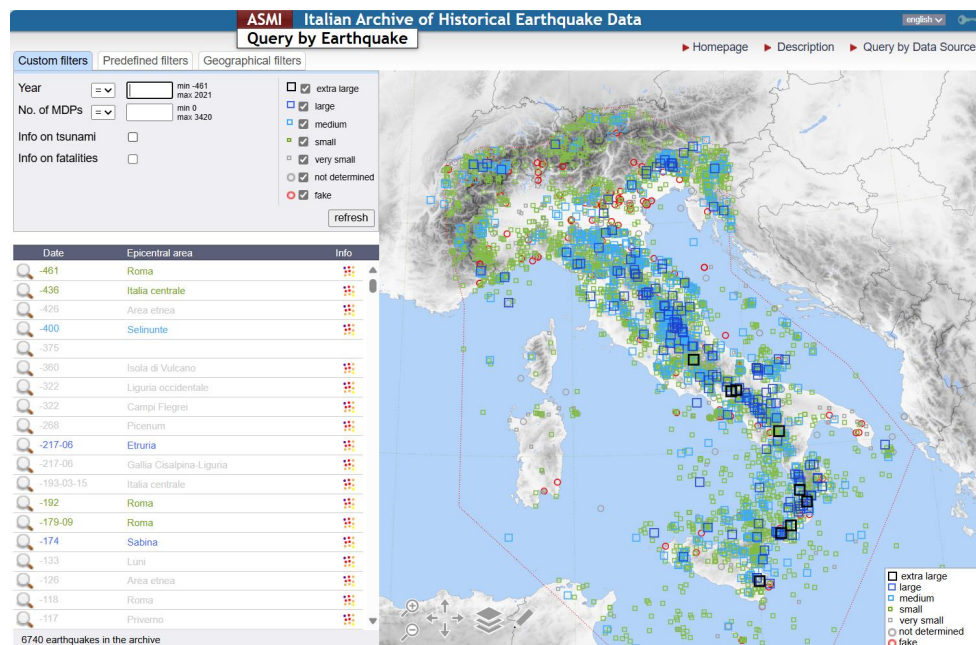 ASMI Italian Archive of Historical Earthquake Data
english
Query by Earthquake
Homepage Description Query by Data Source
Custom filters Predefined filters Geographical filters
Year = min -461 max 2021
No. of MDPs = min 0 max 3420
Info on tsunami
Info on fatalities
extra large
large
medium
small
very small
not determined
fake
refresh
Date Epicentral area Info
-461 Roma
-436 Italia centrale
-426 Area etnea
-400 Selinunte
-375
-360 Isola di Vulcano
-322 Liguria occidentale
-322 Campi Flegrei
-268 Picenum
-217-06 Etruria
-217-06 Gallia Cisalpina-Liguria
-193-03-15 Italia centrale
-192 Roma
-179-09 Roma
-174 Sabina
-133 Luni
-126 Area etnea
-118 Roma
-117 Priverno
6740 earthquakes in the archive
extra large
large
medium
small
very small
not determined
fake